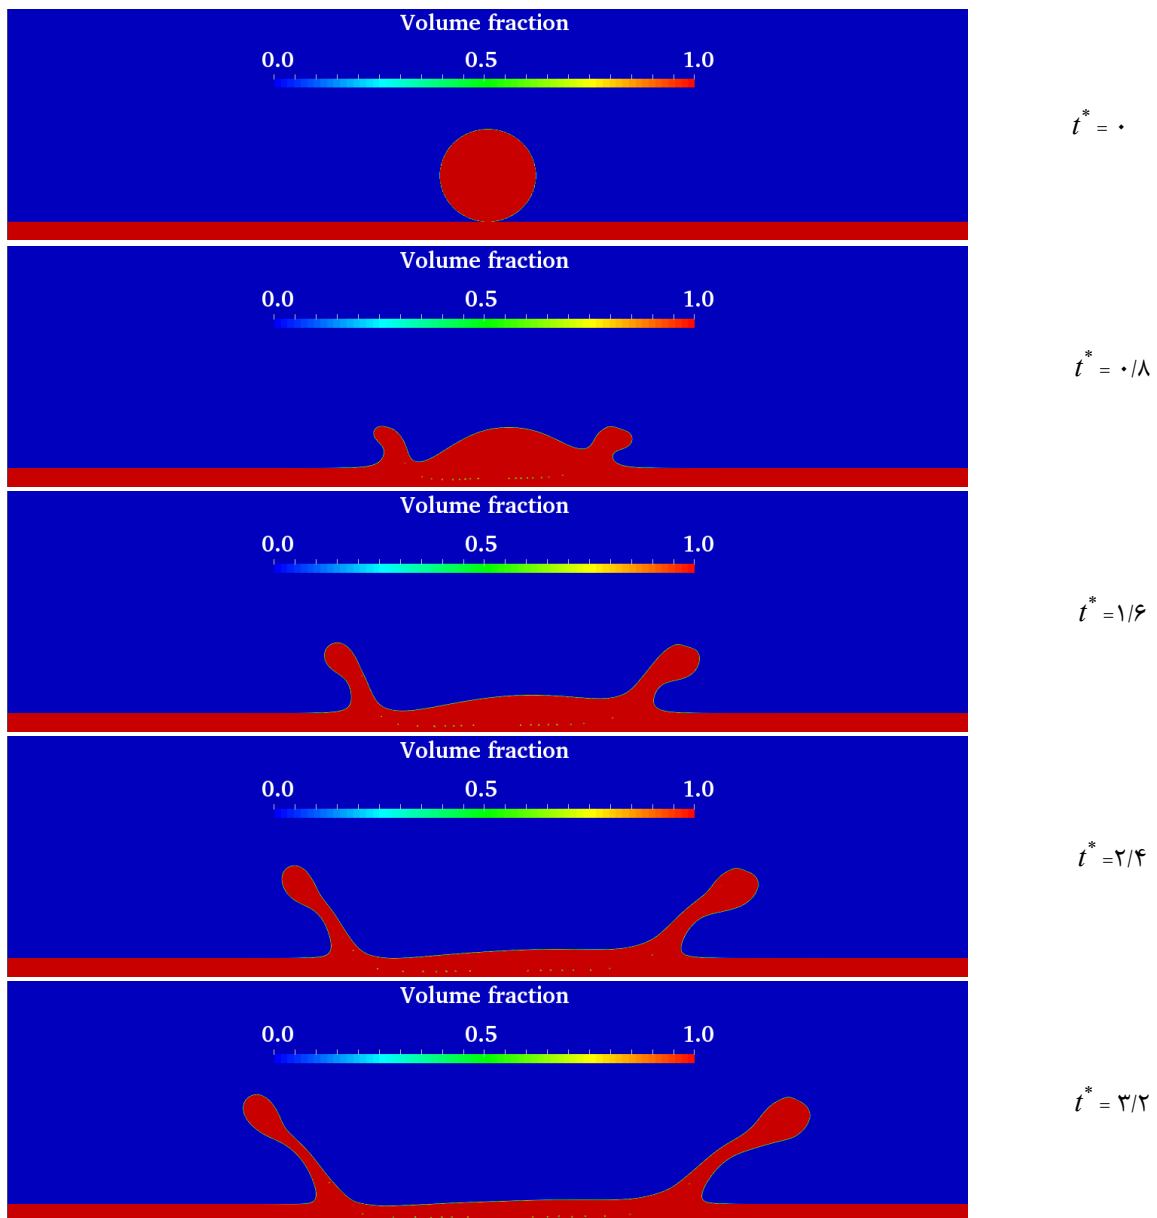 Volume fraction
0.0 0.5 1.0
t* = ۰
Volume fraction
0.0 0.5 1.0
t* = ۰/۸
Volume fraction
0.0 0.5 1.0
t* =۱/۶
Volume fraction
0.0 0.5 1.0
t* =۲/۴
Volume fraction
0.0 0.5 1.0
t* = ۳/۲